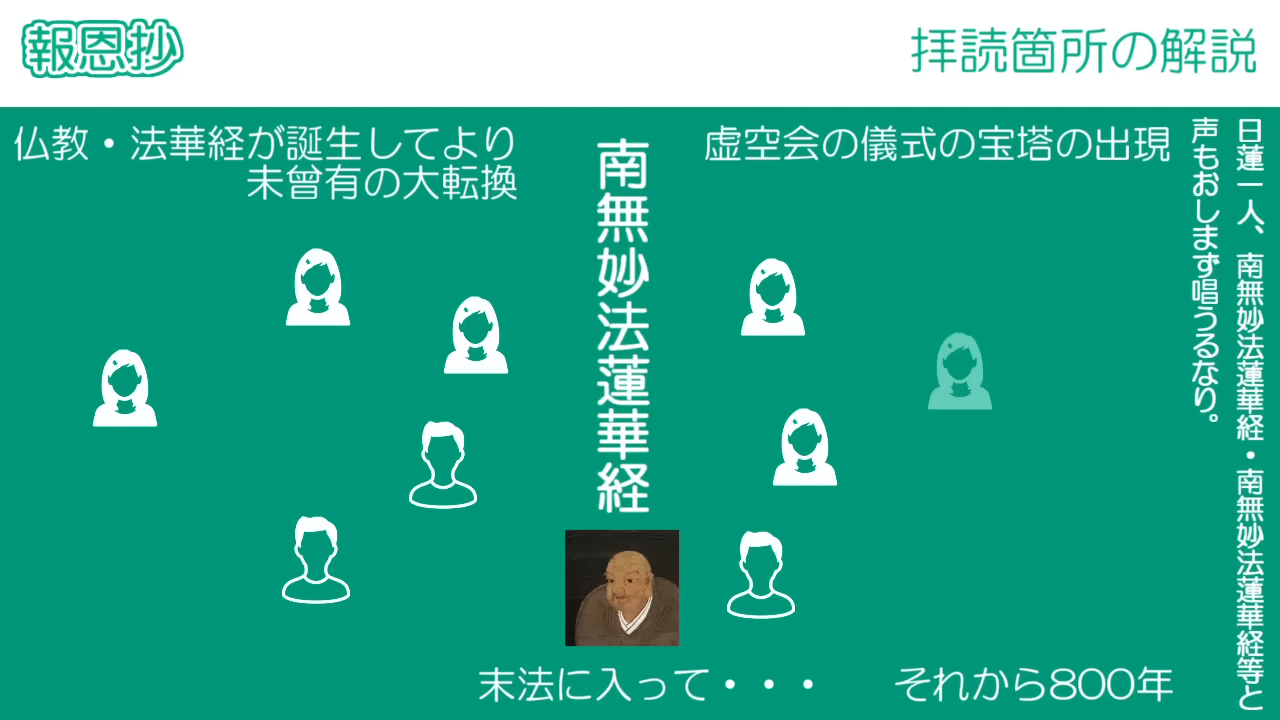 報恩抄
拝読箇所の解説
日蓮一人、南無妙法蓮華経・南無妙法蓮華経等と
声もおしまず唱うるなり。
虚空会の儀式の宝塔の出現
南無妙法蓮華経
仏教・法華経が誕生してより
未曾有の大転換
末法に入って・・・
それから800年